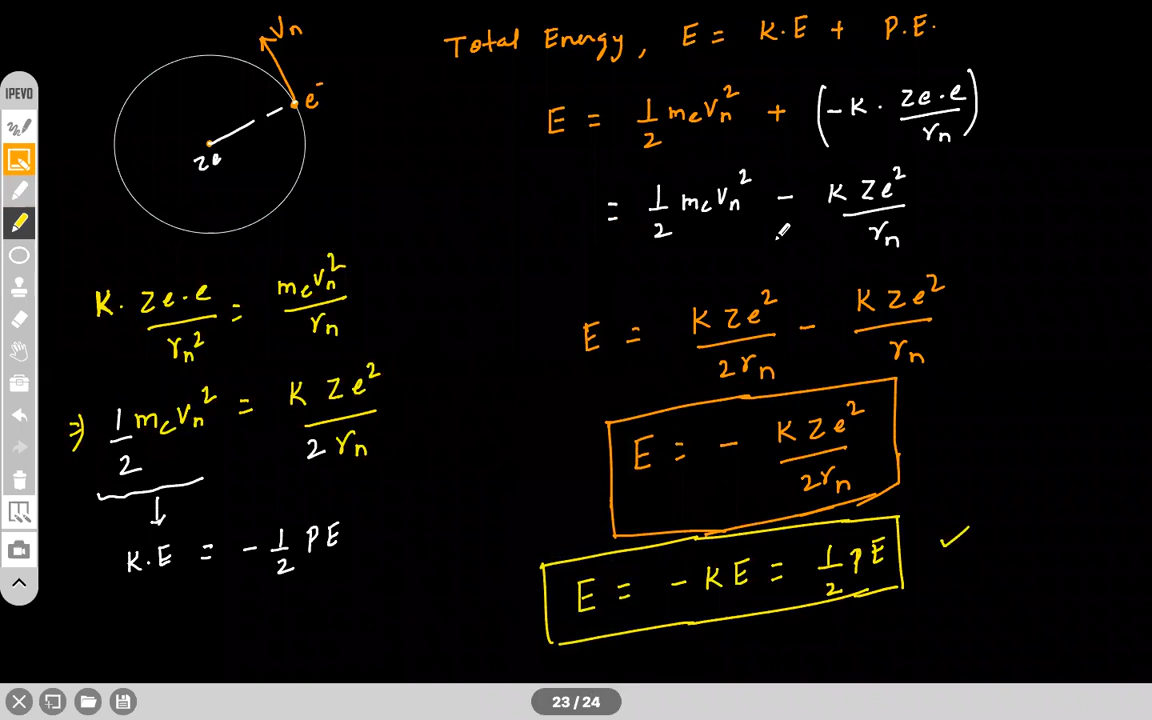 Vn
e⁻
Ze
Total Energy, E = K.E + P.E.
E = 1/2 mₑvₙ² + (-K · Ze·e/rₙ)
= 1/2 mₑvₙ² - KZe²/rₙ
K · Ze·e/rₙ² = mₑvₙ²/rₙ
⇒ 1/2 mₑvₙ² = KZe²/2rₙ
↓
K.E = - 1/2 PE
E = KZe²/2rₙ - KZe²/rₙ
E = - KZe²/2rₙ
E = - KE = 1/2 PE ✓
IPEVO
23 / 24